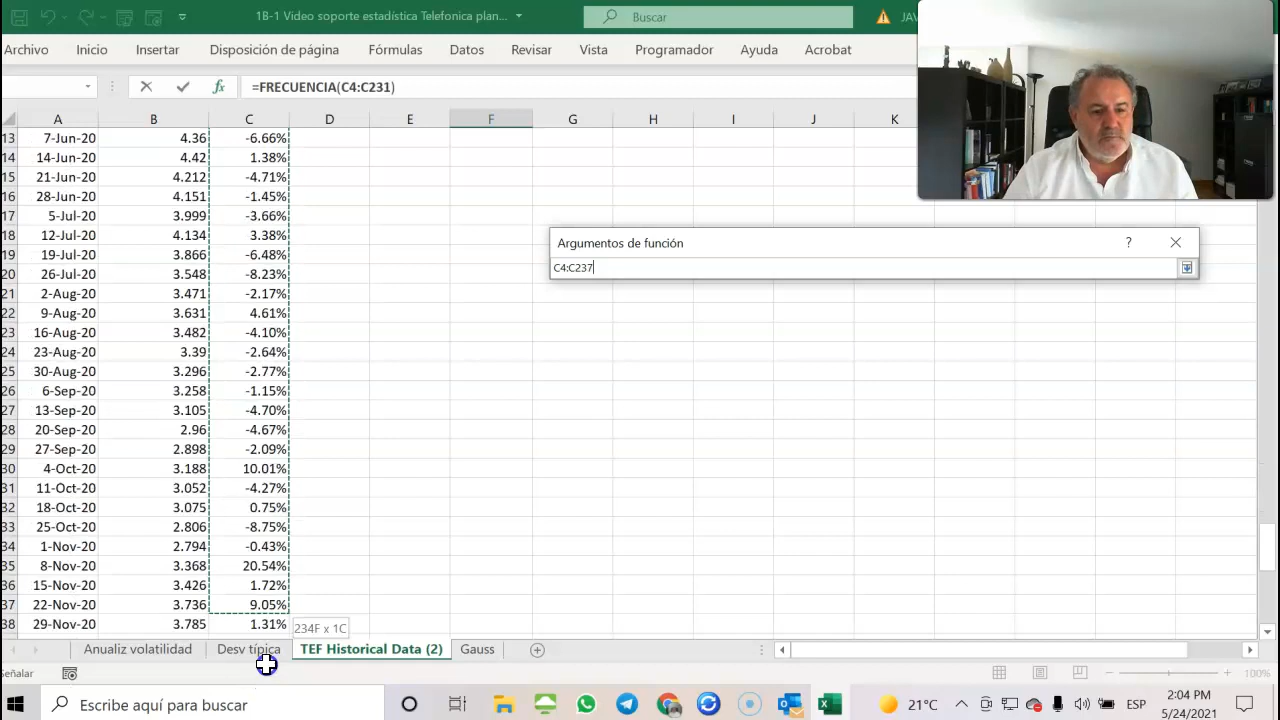 1B-1 Video soporte estadística Telefonica plan...
Buscar
JAV
Archivo Inicio Insertar Disposición de página Fórmulas Datos Revisar Vista Programador Ayuda Acrobat
fx =FRECUENCIA(C4:C231)
A B C D E F G H I J K
13 7-Jun-20 4.36 -6.66%
14 14-Jun-20 4.42 1.38%
15 21-Jun-20 4.212 -4.71%
16 28-Jun-20 4.151 -1.45%
17 5-Jul-20 3.999 -3.66%
18 12-Jul-20 4.134 3.38%
19 19-Jul-20 3.866 -6.48%
20 26-Jul-20 3.548 -8.23%
21 2-Aug-20 3.471 -2.17%
22 9-Aug-20 3.631 4.61%
23 16-Aug-20 3.482 -4.10%
24 23-Aug-20 3.39 -2.64%
25 30-Aug-20 3.296 -2.77%
26 6-Sep-20 3.258 -1.15%
27 13-Sep-20 3.105 -4.70%
28 20-Sep-20 2.96 -4.67%
29 27-Sep-20 2.898 -2.09%
30 4-Oct-20 3.188 10.01%
31 11-Oct-20 3.052 -4.27%
32 18-Oct-20 3.075 0.75%
33 25-Oct-20 2.806 -8.75%
34 1-Nov-20 2.794 -0.43%
35 8-Nov-20 3.368 20.54%
36 15-Nov-20 3.426 1.72%
37 22-Nov-20 3.736 9.05%
38 29-Nov-20 3.785 1.31%
234F x 1C
Argumentos de función ?
C4:C237
Anualiz volatilidad Desv típica TEF Historical Data (2) Gauss
Señalar
100%
Escribe aquí para buscar
21°C
ESP
2:04 PM
5/24/2021